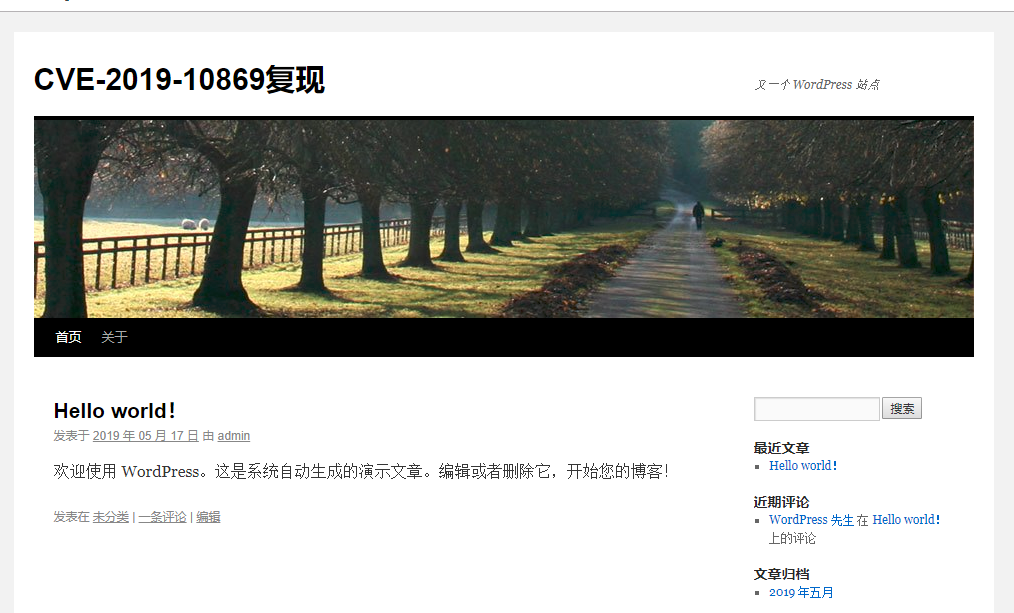 CVE-2019-10869复现
又一个 WordPress 站点
首页 关于
Hello world!
发表于 2019 年 05 月 17 日 由 admin
欢迎使用 WordPress。这是系统自动生成的演示文章。编辑或者删除它，开始您的博客！
发表在 未分类 | 一条评论 | 编辑
搜索
最近文章
Hello world!
近期评论
WordPress 先生 在 Hello world!
上的评论
文章归档
2019 年五月